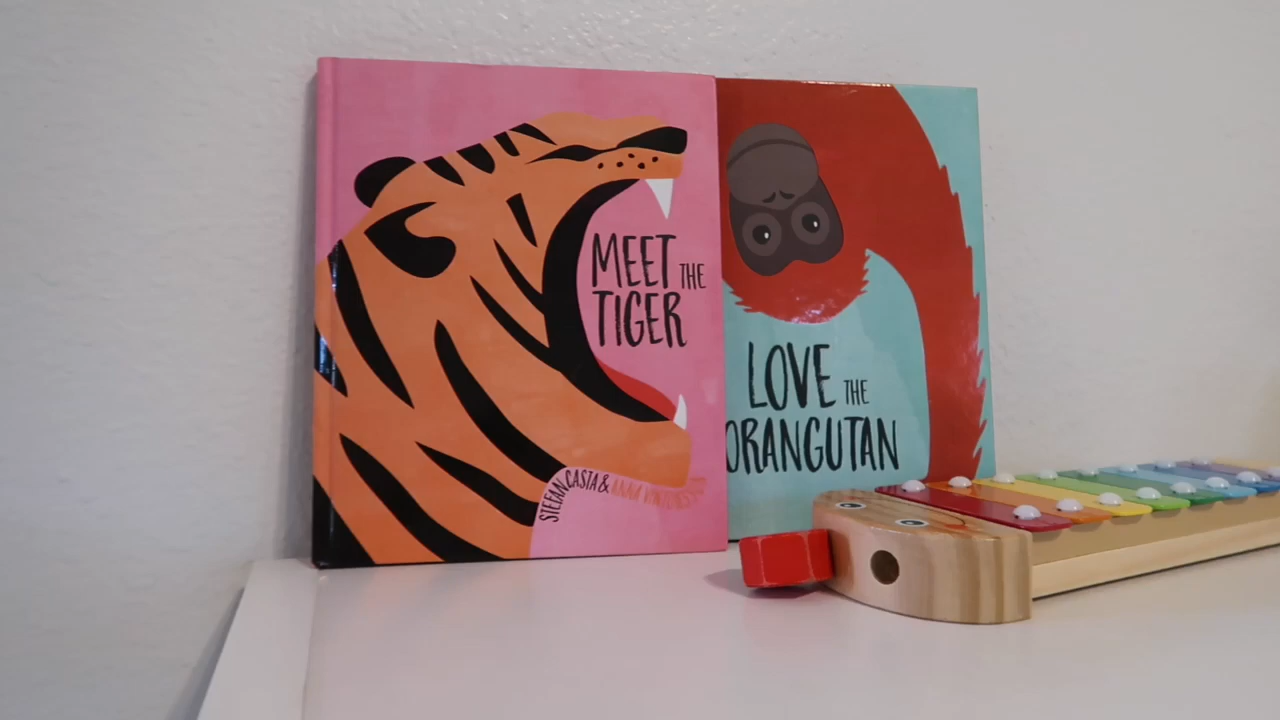 MEET THE
TIGER
STEFAN CASTA &
LOVE THE
ORANGUTAN